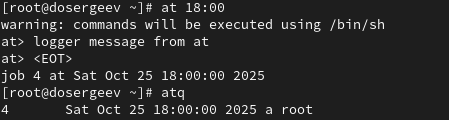 [root@dosergeev ~]# at 18:00
warning: commands will be executed using /bin/sh
at> logger message from at
at> <EOT>
job 4 at Sat Oct 25 18:00:00 2025
[root@dosergeev ~]# atq
4       Sat Oct 25 18:00:00 2025 a root